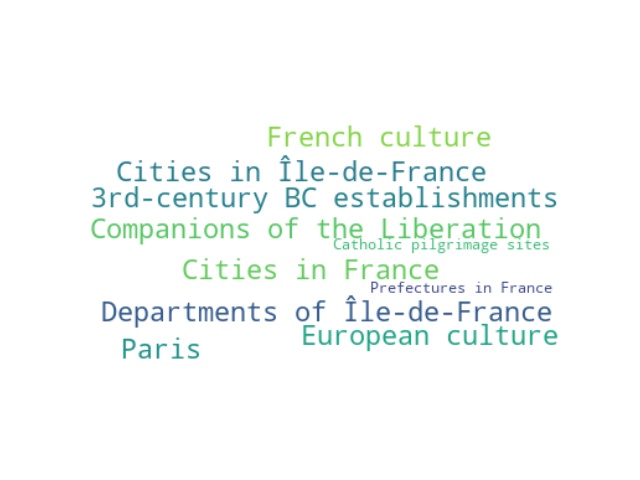 French culture
Cities in Île-de-France
3rd-century BC establishments
Companions of the Liberation
Catholic pilgrimage sites
Cities in France
Prefectures in France
Departments of Île-de-France
European culture
Paris